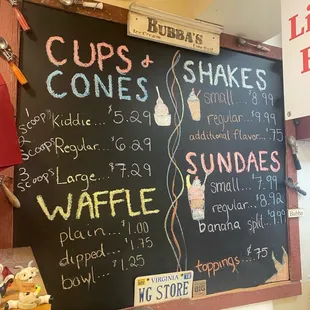 BUBBA'S
CUPS &
CONES
1 scoop Kiddie... $5.29
2 scoops Regular... $6.29
3 scoops Large... $7.29
WAFFLE
plain... $1.00
dipped... $1.75
bowl... $1.25
SHAKES
small... $8.99
regular... $9.99
additional flavor... $.75
SUNDAES
small... $7.99
regular... $8.92
banana split... $9.99
toppings... $.75
VIRGINIA
WG STORE